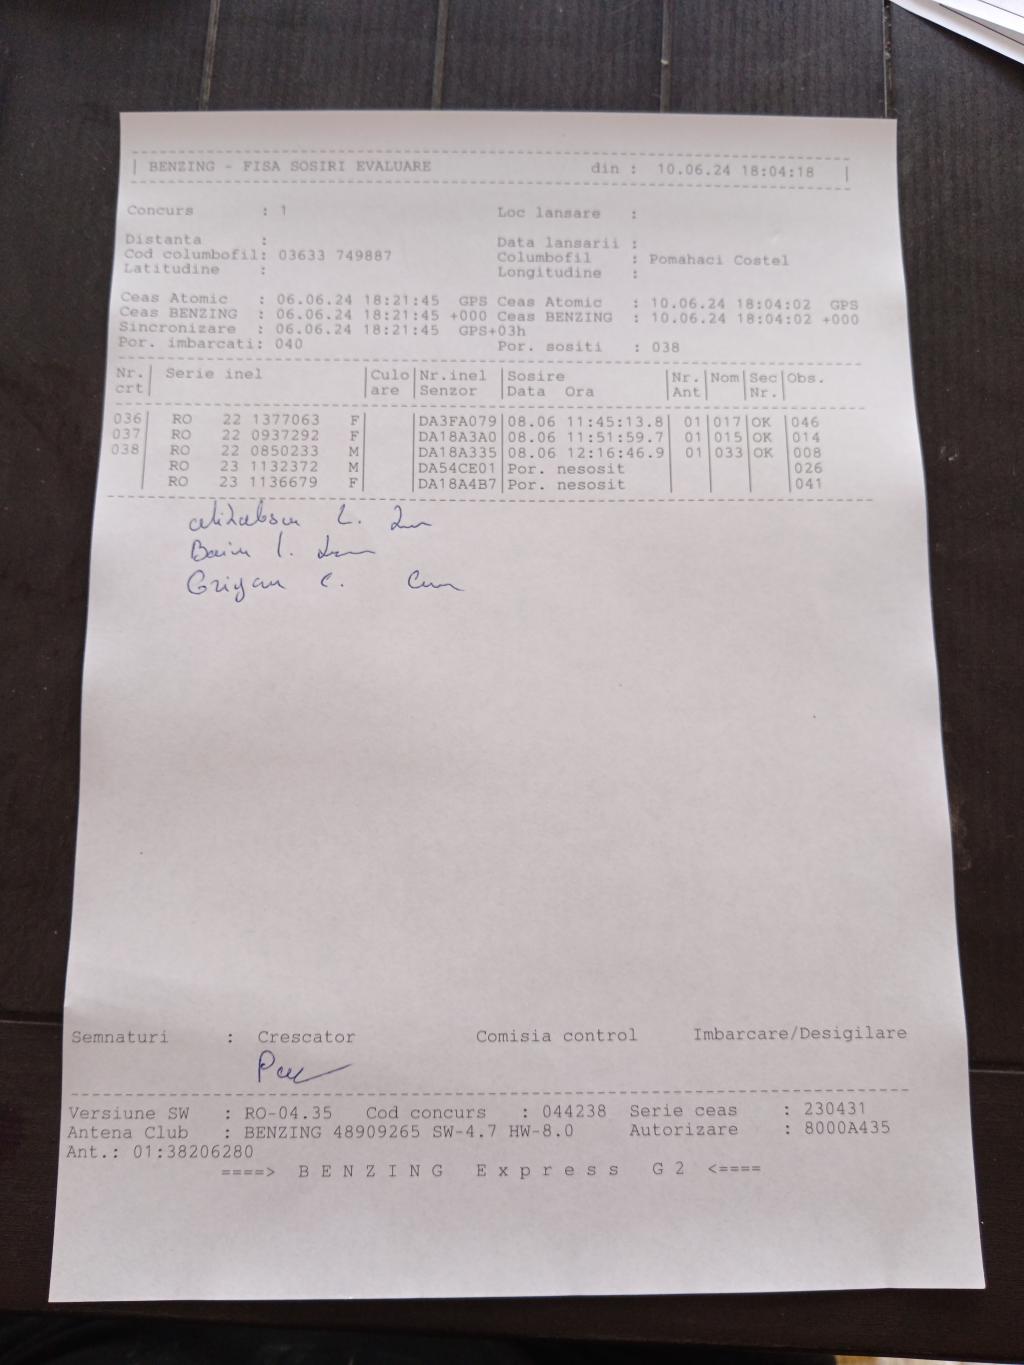 BENZING - FISA SOSIRI EVALUARE din : 10.06.24 18:04:18
Concurs : 1 Loc lansare :
Distanta : Data lansarii :
Cod columbofil: 03633 749887 Columbofil : Pomahaci Costel
Latitudine : Longitudine :
Ceas Atomic : 06.06.24 18:21:45 GPS Ceas Atomic : 10.06.24 18:04:02 GPS
Ceas BENZING : 06.06.24 18:21:45 +000 Ceas BENZING : 10.06.24 18:04:02 +000
Sincronizare : 06.06.24 18:21:45 GPS+03h
Por. imbarcati: 040 Por. sositi : 038
Nr.| Serie inel |Culo|Nr.inel |Sosire |Nr.|Nom|Sec|Obs.
crt| |are |Senzor |Data Ora |Ant| |Nr.|
036| RO 22 1377063 F| |DA3FA079|08.06 11:45:13.8| 01|017|OK |046
037| RO 22 0937292 F| |DA18A3A0|08.06 11:51:59.7| 01|015|OK |014
038| RO 22 0850233 M| |DA18A335|08.06 12:16:46.9| 01|033|OK |008
| RO 23 1132372 M| |DA54CE01|Por. nesosit | | | |026
| RO 23 1136679 F| |DA18A4B7|Por. nesosit | | | |041
Semnaturi : Crescator Comisia control Imbarcare/Desigilare
Versiune SW : RO-04.35 Cod concurs : 044238 Serie ceas : 230431
Antena Club : BENZING 48909265 SW-4.7 HW-8.0 Autorizare : 8000A435
Ant.: 01:38206280
====> B E N Z I N G E x p r e s s G 2 <====